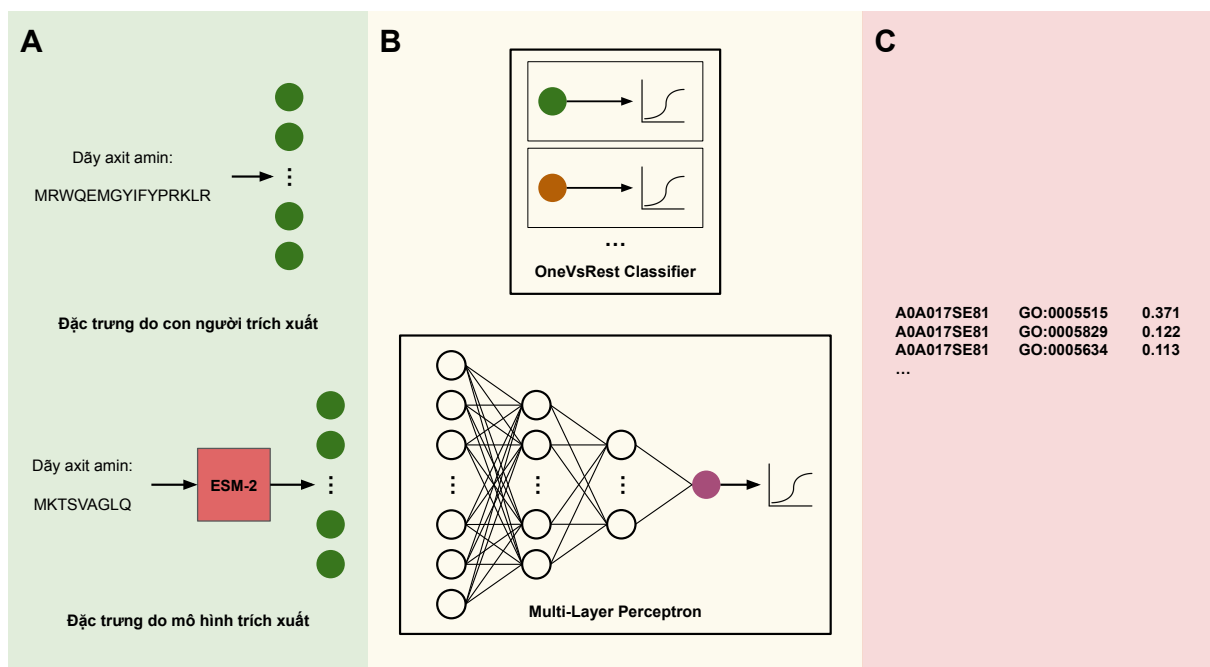 A
Dãy axit amin:
MRWQEMGYIFYPRKLR
...
Đặc trưng do con người trích xuất
Dãy axit amin:
MKTSVAGLQ
ESM-2
...
Đặc trưng do mô hình trích xuất
B
...
OneVsRest Classifier
... ... ...
Multi-Layer Perceptron
C
A0A017SE81 GO:0005515 0.371
A0A017SE81 GO:0005829 0.122
A0A017SE81 GO:0005634 0.113
...